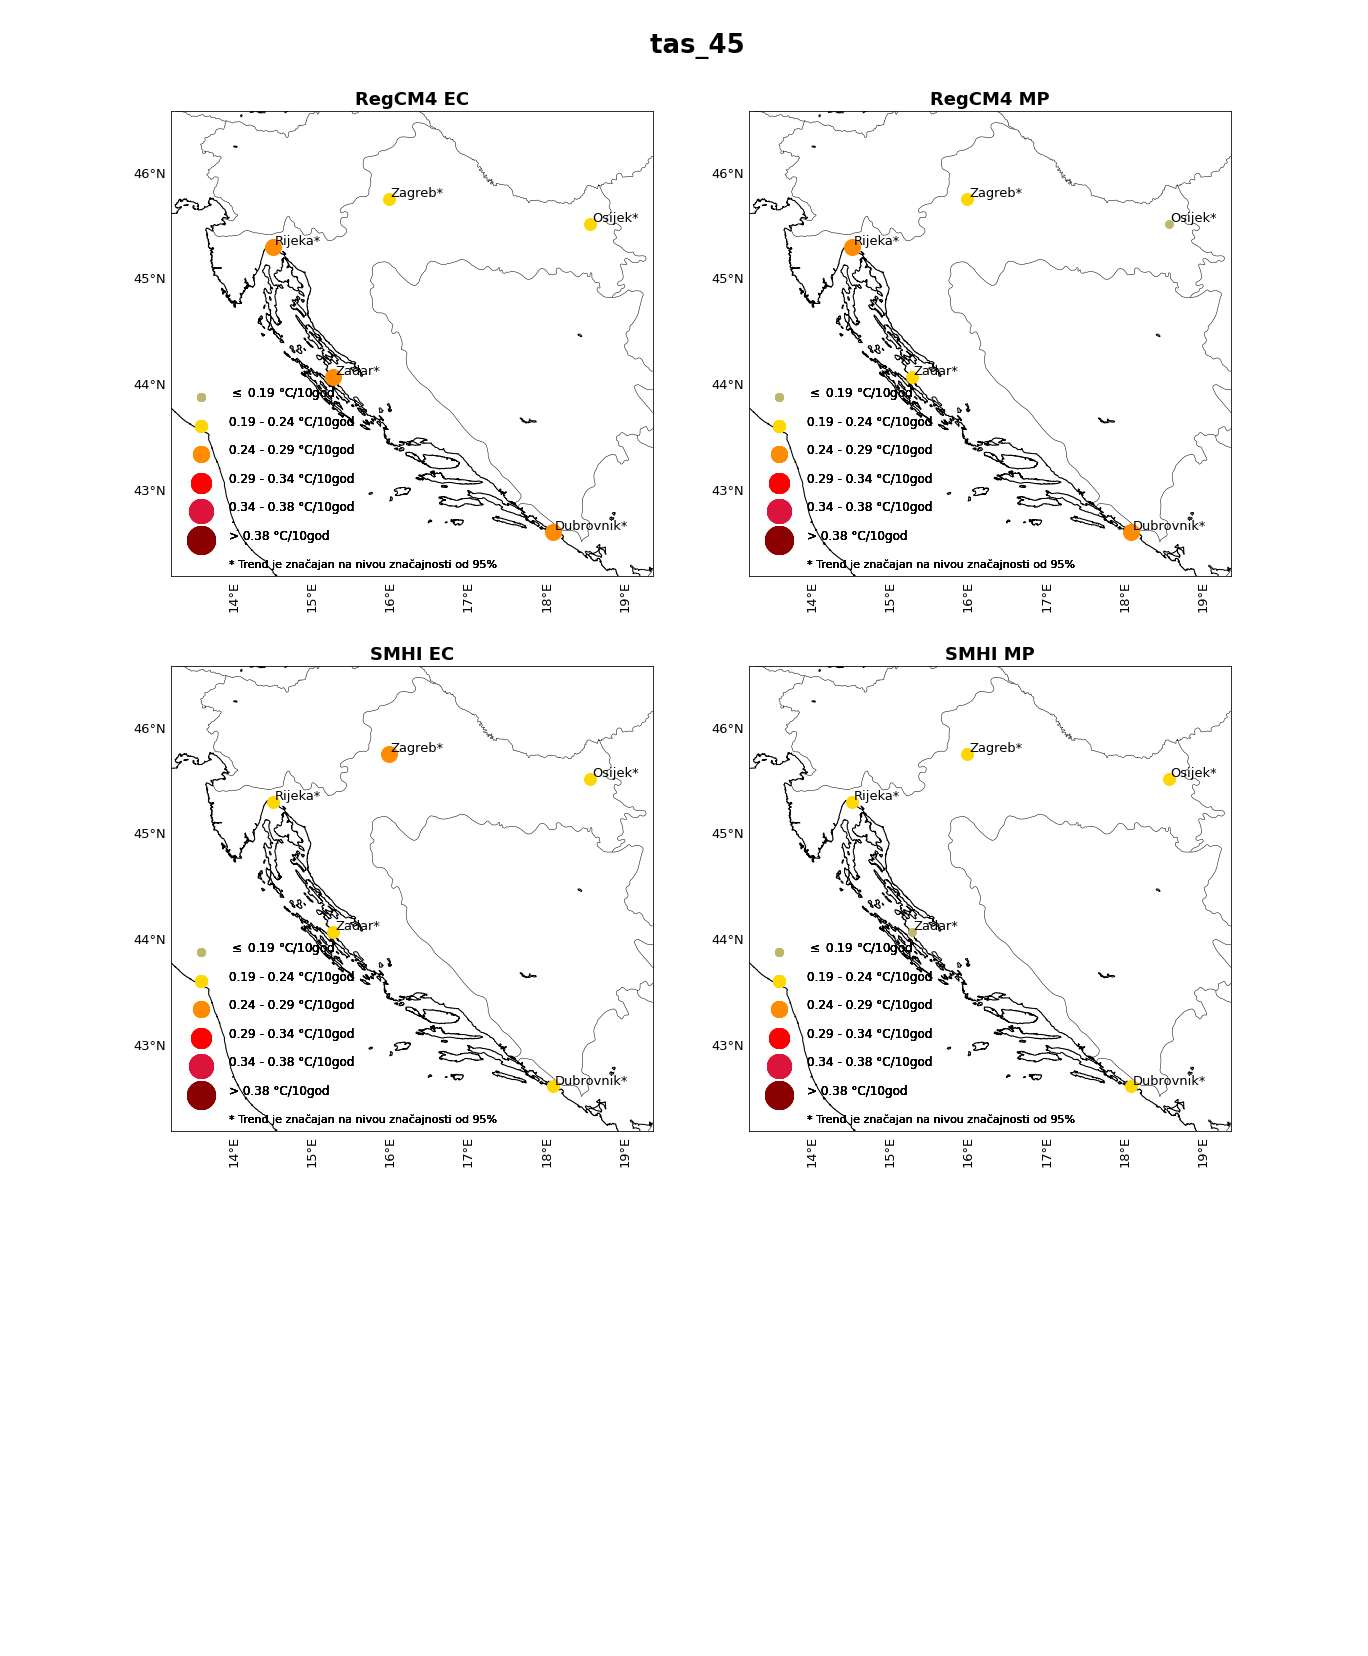 tas_45
RegCM4 EC
46°N
45°N
44°N
43°N
Zagreb*
Osijek*
Rijeka*
Zadar*
≤ 0.19 °C/10god
0.19 - 0.24 °C/10god
0.24 - 0.29 °C/10god
0.29 - 0.34 °C/10god
0.34 - 0.38 °C/10god
Dubrovnik*
> 0.38 °C/10god
* Trend je značajan na nivou značajnosti od 95%
14°E
15°E
16°E
17°E
18°E
19°E
RegCM4 MP
46°N
45°N
44°N
43°N
Zagreb*
Osijek*
Rijeka*
Zadar*
≤ 0.19 °C/10god
0.19 - 0.24 °C/10god
0.24 - 0.29 °C/10god
0.29 - 0.34 °C/10god
0.34 - 0.38 °C/10god
Dubrovnik*
> 0.38 °C/10god
* Trend je značajan na nivou značajnosti od 95%
14°E
15°E
16°E
17°E
18°E
19°E
SMHI EC
46°N
45°N
44°N
43°N
Zagreb*
Osijek*
Rijeka*
Zadar*
≤ 0.19 °C/10god
0.19 - 0.24 °C/10god
0.24 - 0.29 °C/10god
0.29 - 0.34 °C/10god
0.34 - 0.38 °C/10god
Dubrovnik*
> 0.38 °C/10god
* Trend je značajan na nivou značajnosti od 95%
14°E
15°E
16°E
17°E
18°E
19°E
SMHI MP
46°N
45°N
44°N
43°N
Zagreb*
Osijek*
Rijeka*
Zadar*
≤ 0.19 °C/10god
0.19 - 0.24 °C/10god
0.24 - 0.29 °C/10god
0.29 - 0.34 °C/10god
0.34 - 0.38 °C/10god
Dubrovnik*
> 0.38 °C/10god
* Trend je značajan na nivou značajnosti od 95%
14°E
15°E
16°E
17°E
18°E
19°E